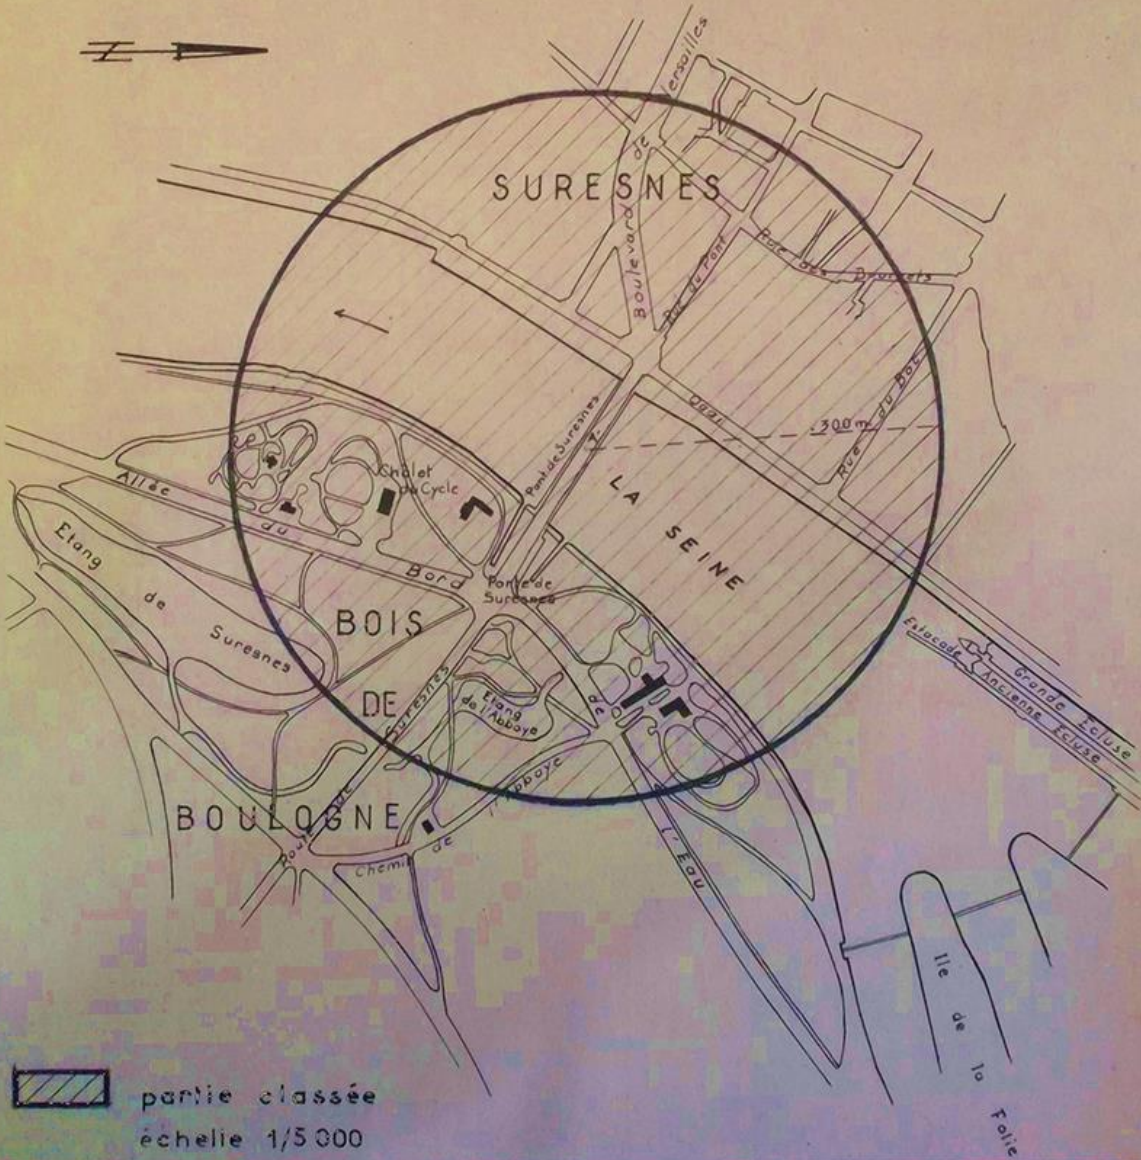 N
Versailles
de
Boulevard
SURESNES
Rue du Pont
Rue des Bourets
Rue du Bac
300m
Quai
Pont de Suresnes
LA SEINE
Chalet
du Cycle
Allée
du
Bord
de
l'Eau
Porte de
Suresnes
Etang
de
Suresnes
BOIS
DE
BOULOGNE
Etang
de l'Abbaye
Route de Suresnes
Chemin de l'Abbaye
Estacade
Grande Ecluse
Ancienne Ecluse
Ile de la Folie
partie classée
échelle 1/5 000